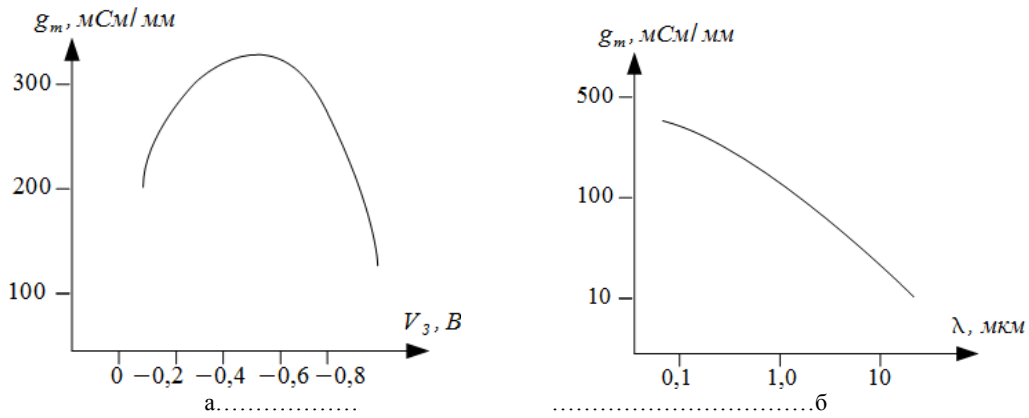 g_m, мСм/мм
300
200
100
V_З, В
0 −0,2 −0,4 −0,6 −0,8
а..................
g_m, мСм/мм
500
100
10
λ, мкм
0,1 1,0 10
..................................б